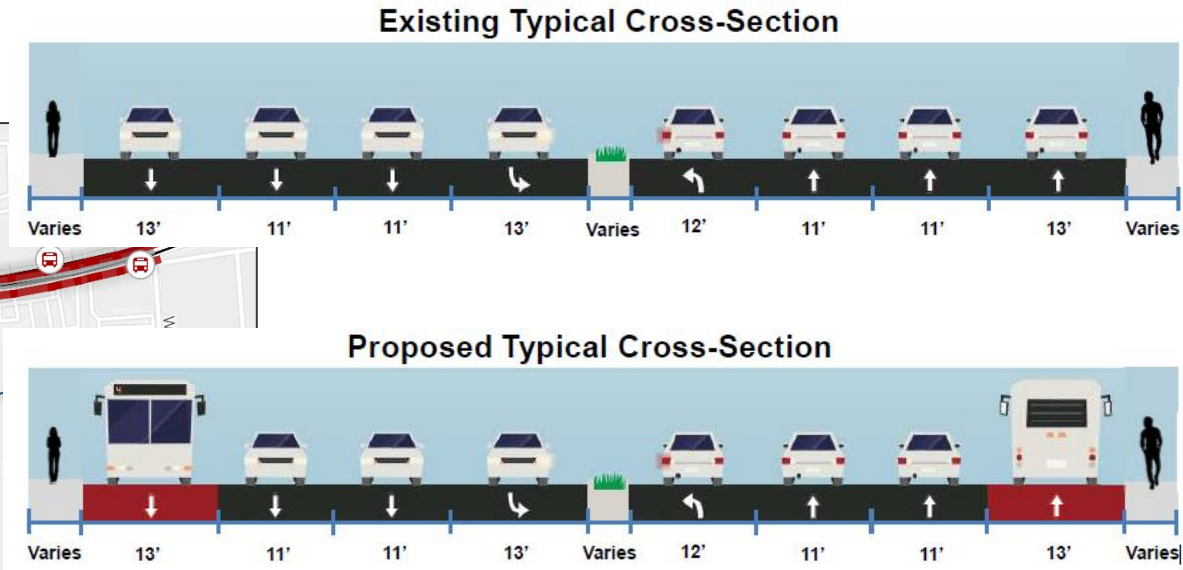 Existing Typical Cross-Section
Varies 13’ 11’ 11’ 13’ Varies 12’ 11’ 11’ 13’ Varies
W
Proposed Typical Cross-Section
4
Varies 13’ 11’ 11’ 13’ Varies 12’ 11’ 11’ 13’ Varies